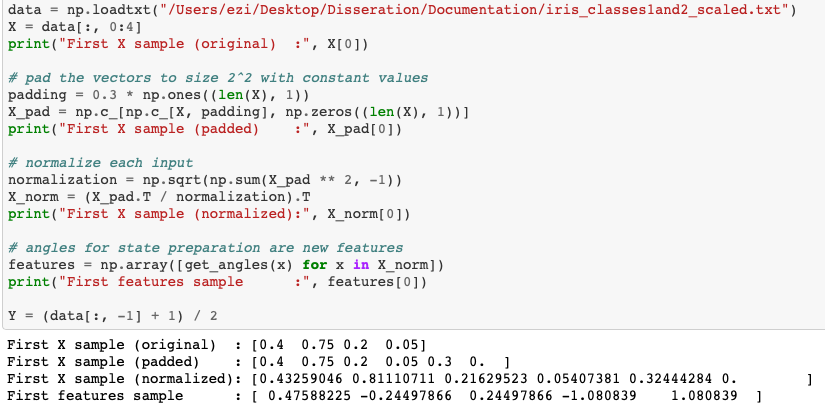 data = np.loadtxt("/Users/ezi/Desktop/Disseration/Documentation/iris_classes1and2_scaled.txt")
X = data[:, 0:4]
print("First X sample (original)  :", X[0])
# pad the vectors to size 2^2 with constant values
padding = 0.3 * np.ones((len(X), 1))
X_pad = np.c_[np.c_[X, padding], np.zeros((len(X), 1))]
print("First X sample (padded)    :", X_pad[0])
# normalize each input
normalization = np.sqrt(np.sum(X_pad ** 2, -1))
X_norm = (X_pad.T / normalization).T
print("First X sample (normalized):", X_norm[0])
# angles for state preparation are new features
features = np.array([get_angles(x) for x in X_norm])
print("First features sample      :", features[0])
Y = (data[:, -1] + 1) / 2
First X sample (original)  : [0.4  0.75 0.2  0.05]
First X sample (padded)    : [0.4  0.75 0.2  0.05 0.3  0.  ]
First X sample (normalized): [0.43259046 0.81110711 0.21629523 0.05407381 0.32444284 0.        ]
First features sample      : [ 0.47588225 -0.24497866  0.24497866 -1.080839    1.080839  ]